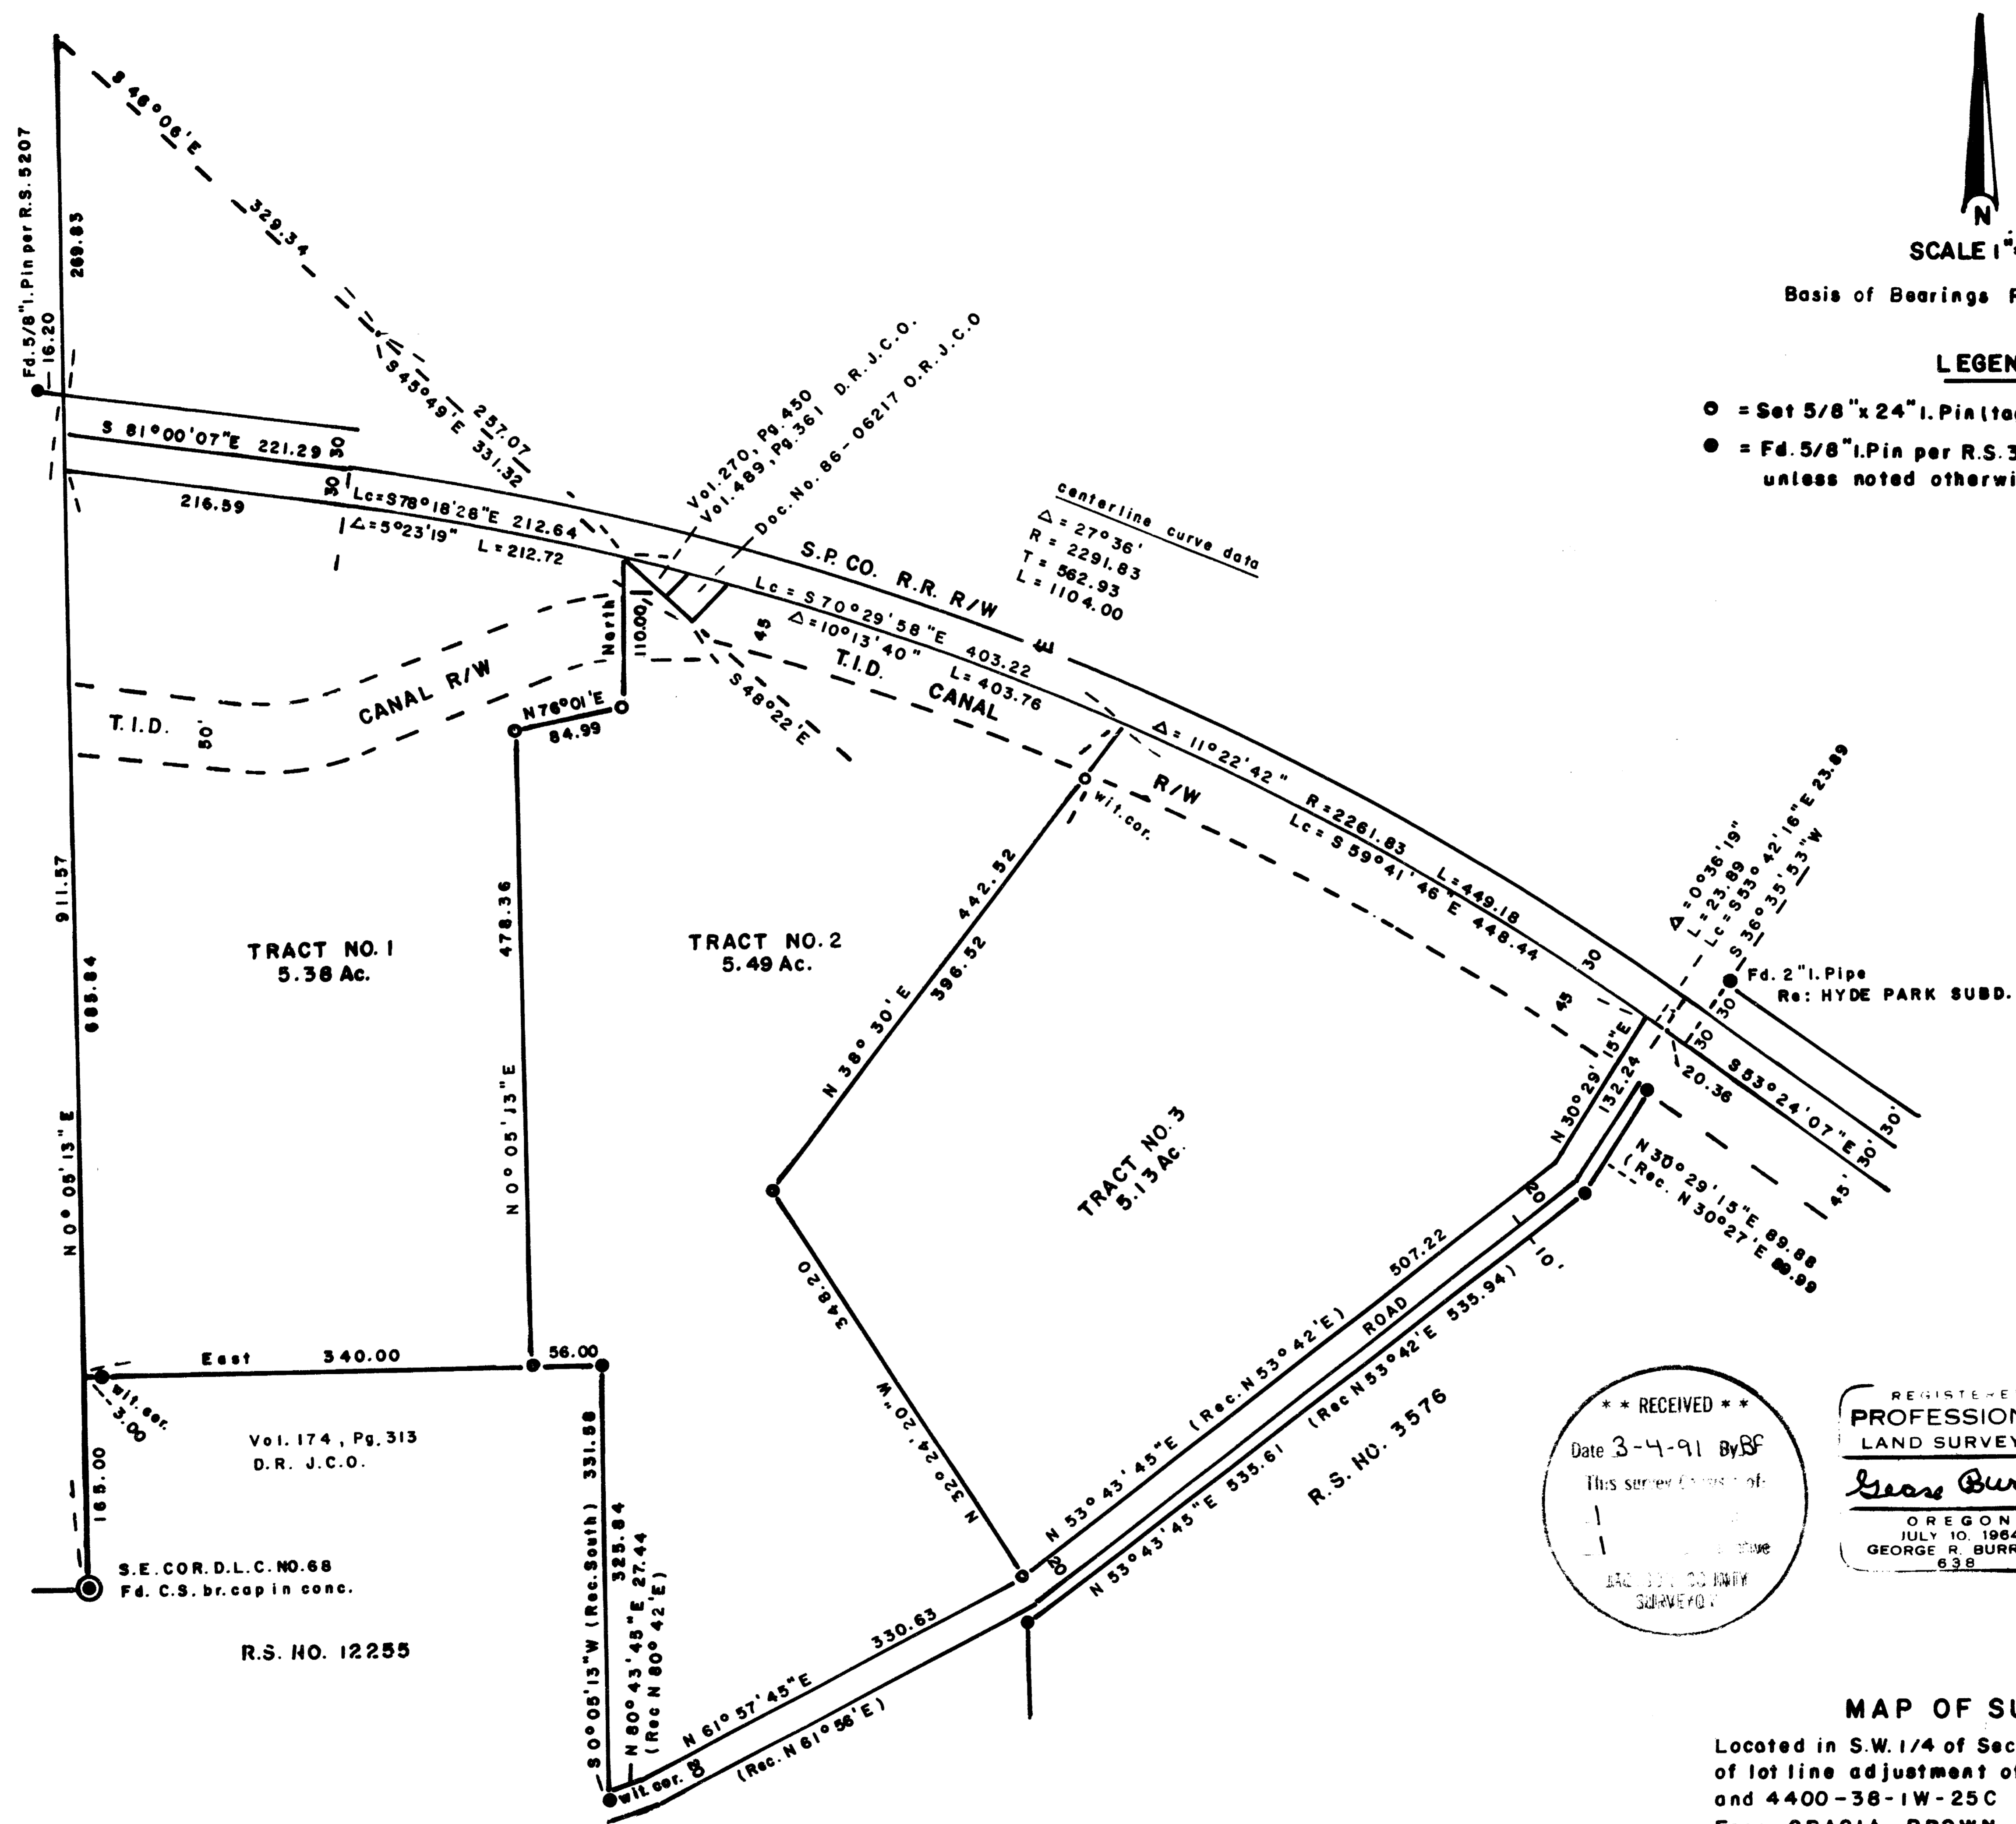 S 46°06'E
329.34
Fd. 5/8" I. Pin per R.S. 5207
16.20
269.83
S 45°49'E 331.32
257.07
S 81°00'07"E 221.29
30
30
216.59
Lc=S78°18'28"E 212.64
Δ=5°23'19" L=212.72
Vol. 270, Pg. 450
Vol. 489, Pg. 361 D.R. J.C.O.
Doc. No. 86-06217 O.R. J.C.O
centerline curve data
Δ = 27°36'
R = 2291.83
T = 562.93
L = 1104.00
S.P. CO. R.R. R/W
Lc = S 70°29'58"E 403.22
Δ=10°13'40" L=403.76
45
T.I.D. CANAL R/W
S 48°22'E
North
110.00
N76°01'E
84.99
T.I.D.
50'
CANAL R/W
N
SCALE 1"=
Basis of Bearings
LEGEN
= Set 5/8"x 24" I. Pin (ta
= Fd. 5/8" I.Pin per R.S. 3
unless noted otherwi
wit. cor.
Δ = 11°22'42" R=2261.83 L=449.18
Lc = S 59°41'46"E 448.44
30
45
Δ=0°36'19"
L=23.89
Lc=S53°42'16"E 23.89
S 36°35'53"W
Fd. 2" I. Pipe
Re: HYDE PARK SUBD.
30
30
20.36
S53°24'07"E
30'
30'
45'
N 30°29'15"E
132.24
N 30°29'15"E 89.88
(Rec. N 30°27'E 89.99
911.57
685.84
N 0° 05' 13" E
TRACT NO. 1
5.38 Ac.
478.36
N 0° 05' 13" E
TRACT NO. 2
5.49 Ac.
442.52
396.52
N 38° 30' E
348.20
N 32° 24' 20" W
TRACT NO. 3
5.13 Ac.
20
10'
507.22
N 53°43'45"E (Rec. N 53°42'E)
ROAD
20
N 53°43'45"E 535.61 (Rec N 53°42'E 535.94)
R.S. NO. 3576
East 340.00
56.00
wit. cor.
3.00
165.00
Vol. 174, Pg. 313
D.R. J.C.O.
S.E. COR. D.L.C. NO. 68
Fd. C.S. br. cap in conc.
R.S. NO. 12255
S 0°05'13"W (Rec. South) 331.58
325.84
N 80°43'45"E 27.44
(Rec N 80°42'E)
330.63
N 61°57'45"E
(Rec. N 61°56'E)
wit. cor.
* * RECEIVED * *
Date 3-4-91 By BF
This survey
COUNTY
SURVEYOR
REGISTERE
PROFESSION
LAND SURVEY
OREGON
JULY 10, 1964
GEORGE R. BURR
638
MAP OF SU
Located in S.W. 1/4 of Sec
of lot line adjustment o
and 4400-38-1W-25C